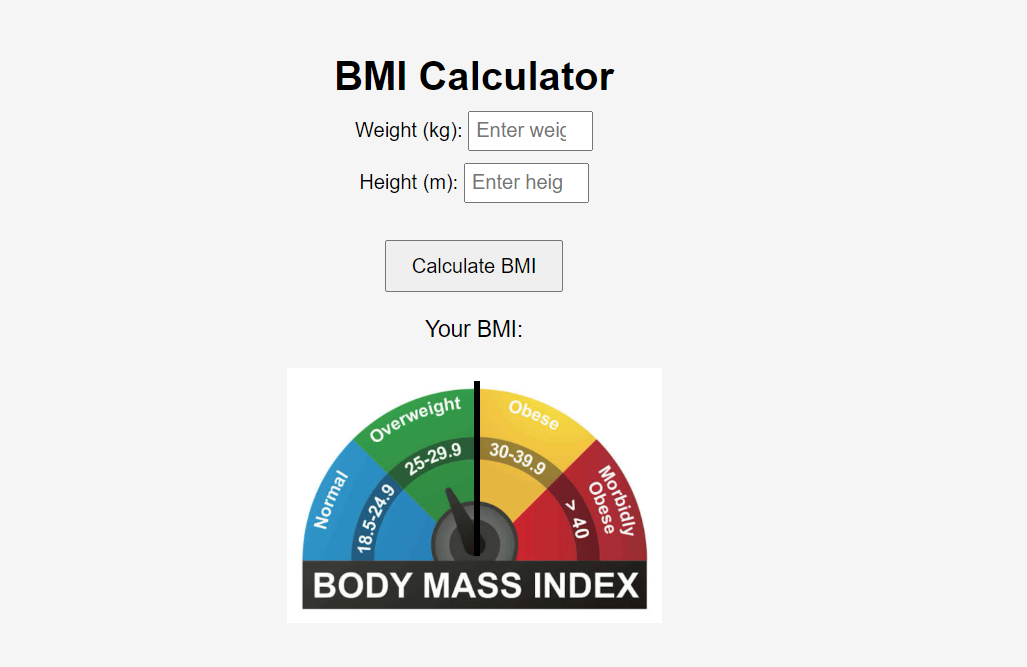 BMI Calculator
Weight (kg): Enter weig
Height (m): Enter heig
Calculate BMI
Your BMI:
Overweight
Obese
25-29.9
30-39.9
Normal
18.5-24.9
Morbidly
Obese
> 40
BODY MASS INDEX